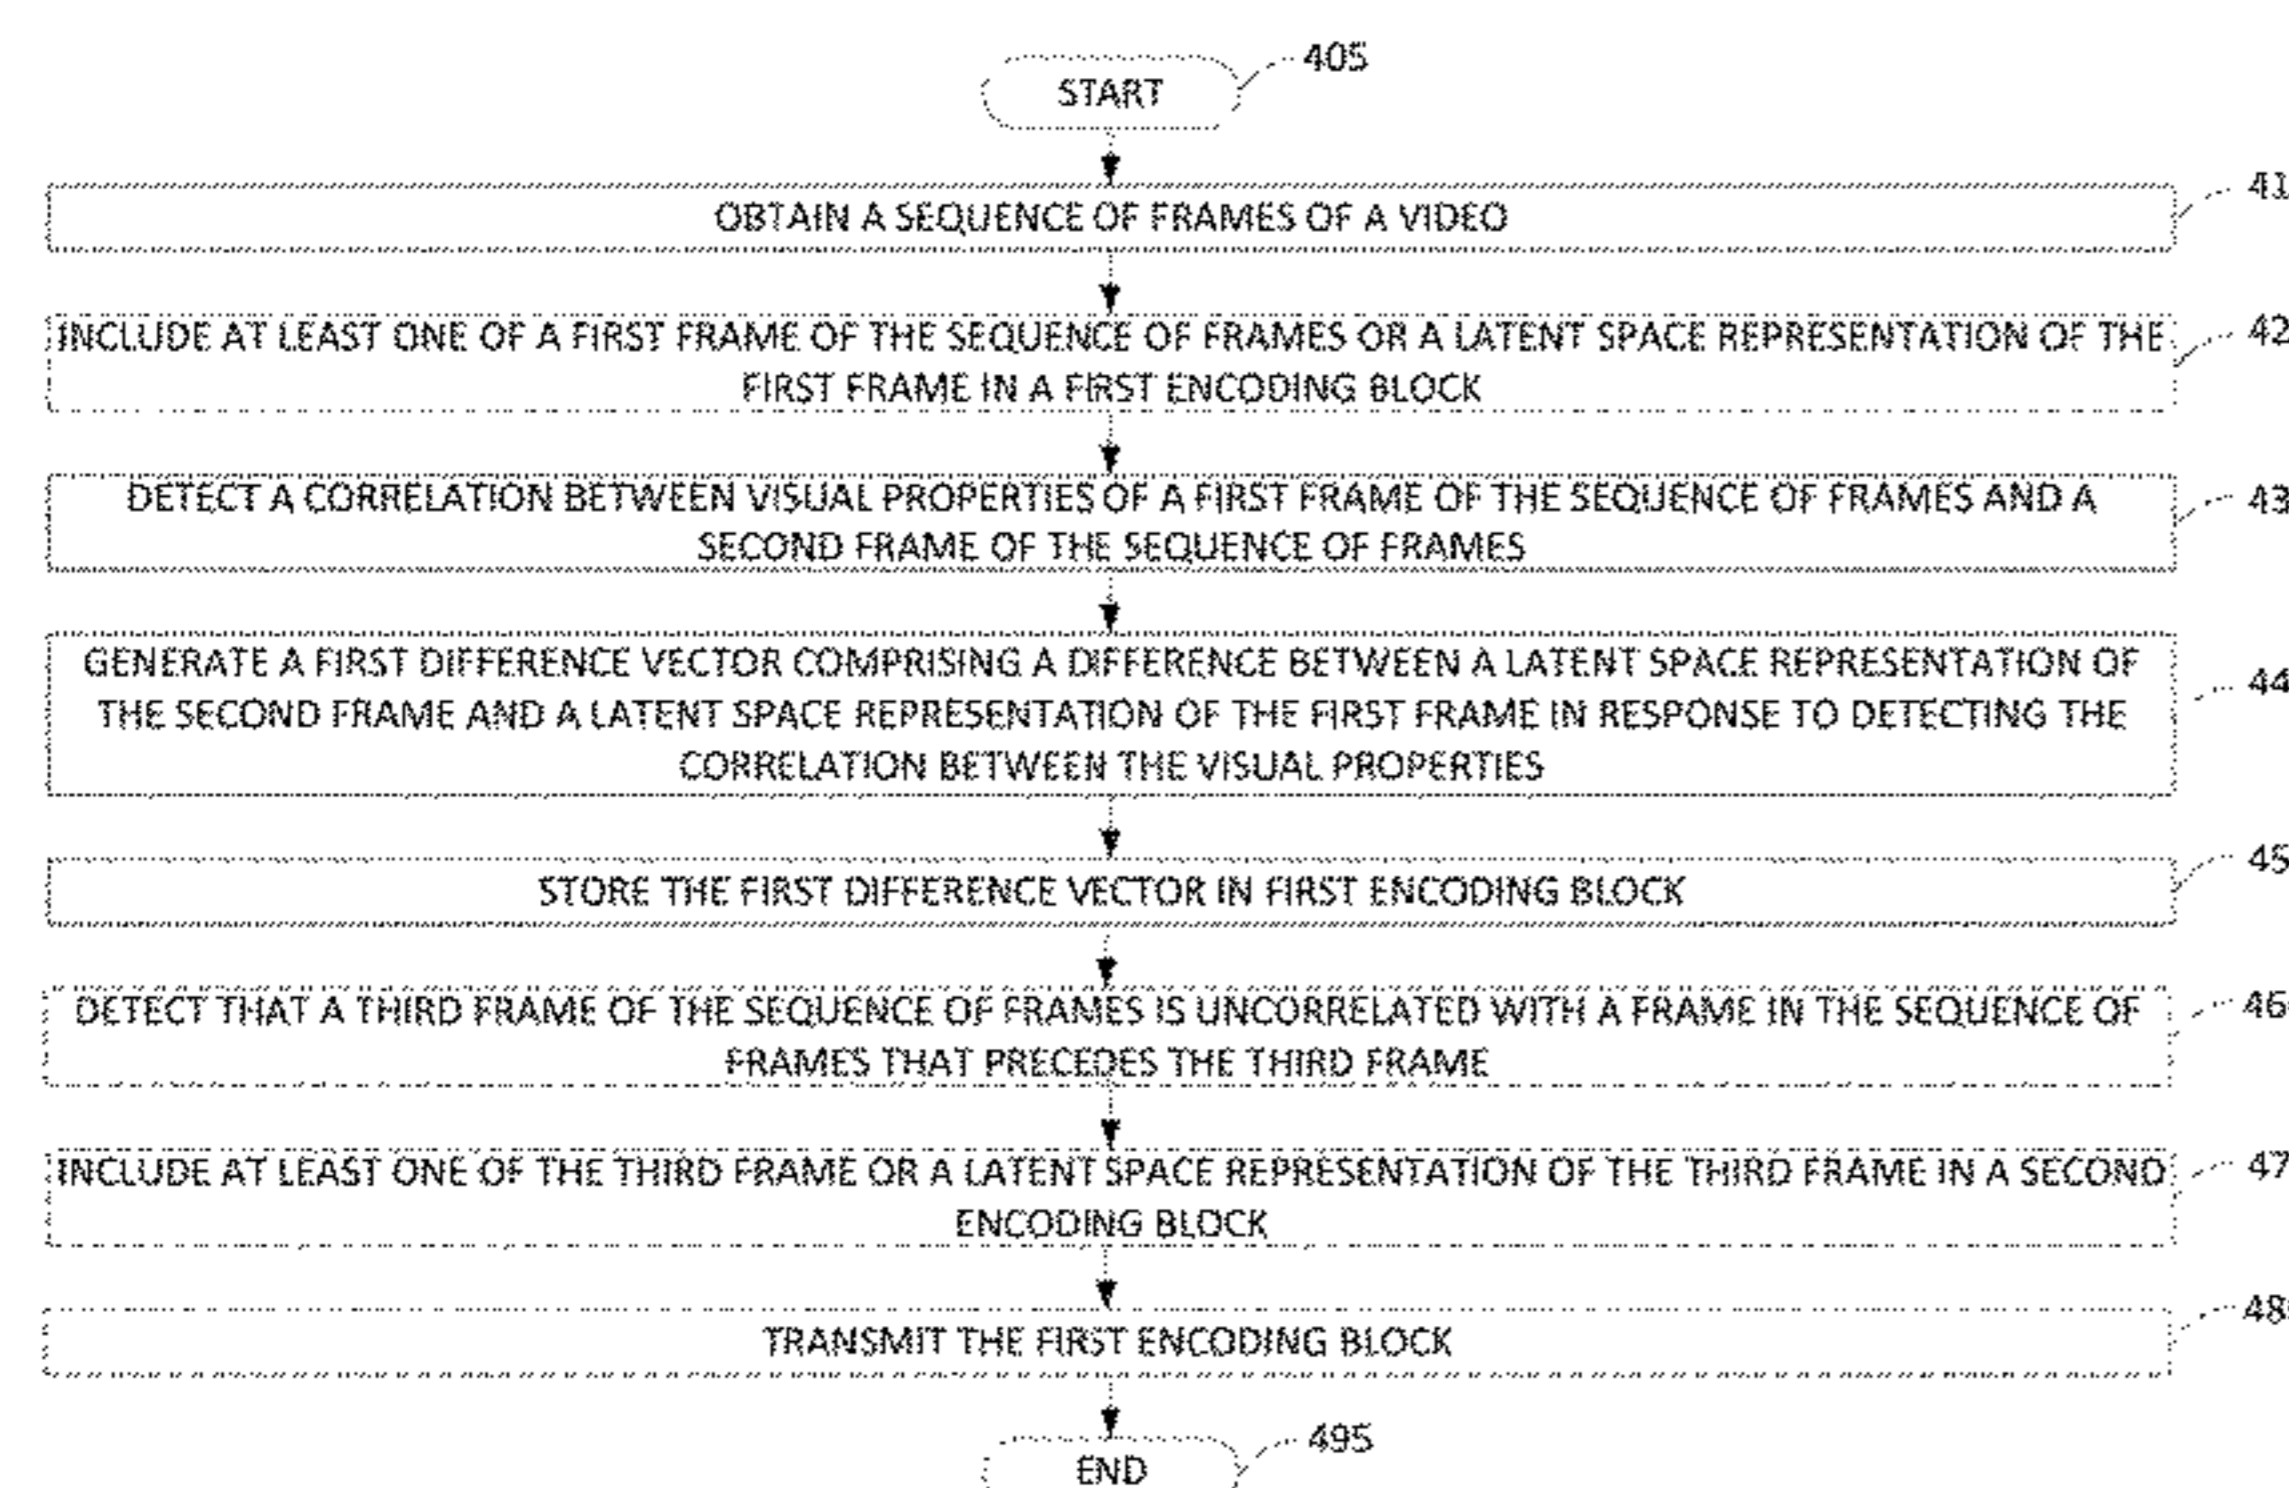 405
START
41
OBTAIN A SEQUENCE OF FRAMES OF A VIDEO
42
INCLUDE AT LEAST ONE OF A FIRST FRAME OF THE SEQUENCE OF FRAMES OR A LATENT SPACE REPRESENTATION OF THE
FIRST FRAME IN A FIRST ENCODING BLOCK
43
DETECT A CORRELATION BETWEEN VISUAL PROPERTIES OF A FIRST FRAME OF THE SEQUENCE OF FRAMES AND A
SECOND FRAME OF THE SEQUENCE OF FRAMES
44
GENERATE A FIRST DIFFERENCE VECTOR COMPRISING A DIFFERENCE BETWEEN A LATENT SPACE REPRESENTATION OF
THE SECOND FRAME AND A LATENT SPACE REPRESENTATION OF THE FIRST FRAME IN RESPONSE TO DETECTING THE
CORRELATION BETWEEN THE VISUAL PROPERTIES
45
STORE THE FIRST DIFFERENCE VECTOR IN FIRST ENCODING BLOCK
46
DETECT THAT A THIRD FRAME OF THE SEQUENCE OF FRAMES IS UNCORRELATED WITH A FRAME IN THE SEQUENCE OF
FRAMES THAT PRECEDES THE THIRD FRAME
47
INCLUDE AT LEAST ONE OF THE THIRD FRAME OR A LATENT SPACE REPRESENTATION OF THE THIRD FRAME IN A SECOND
ENCODING BLOCK
48
TRANSMIT THE FIRST ENCODING BLOCK
495
END